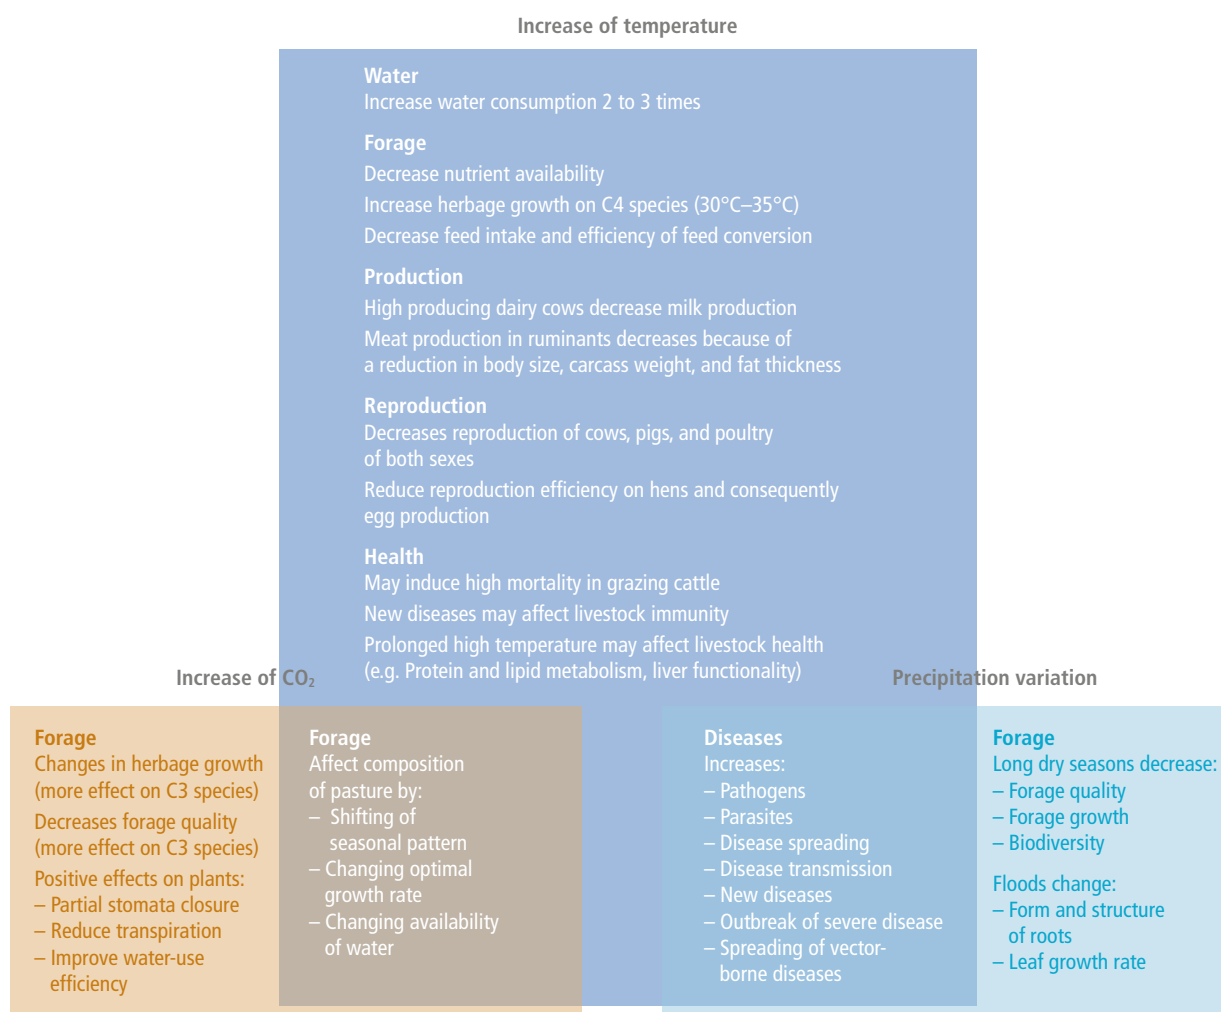 Increase of temperature
Water
Increase water consumption 2 to 3 times
Forage
Decrease nutrient availability
Increase herbage growth on C4 species (30°C–35°C)
Decrease feed intake and efficiency of feed conversion
Production
High producing dairy cows decrease milk production
Meat production in ruminants decreases because of
a reduction in body size, carcass weight, and fat thickness
Reproduction
Decreases reproduction of cows, pigs, and poultry
of both sexes
Reduce reproduction efficiency on hens and consequently
egg production
Health
May induce high mortality in grazing cattle
New diseases may affect livestock immunity
Prolonged high temperature may affect livestock health
(e.g. Protein and lipid metabolism, liver functionality)
Increase of CO₂
Forage
Changes in herbage growth
(more effect on C3 species)
Decreases forage quality
(more effect on C3 species)
Positive effects on plants:
– Partial stomata closure
– Reduce transpiration
– Improve water-use
efficiency
Forage
Affect composition
of pasture by:
– Shifting of
seasonal pattern
– Changing optimal
growth rate
– Changing availability
of water
Precipitation variation
Diseases
Increases:
– Pathogens
– Parasites
– Disease spreading
– Disease transmission
– New diseases
– Outbreak of severe disease
– Spreading of vector-
borne diseases
Forage
Long dry seasons decrease:
– Forage quality
– Forage growth
– Biodiversity
Floods change:
– Form and structure
of roots
– Leaf growth rate